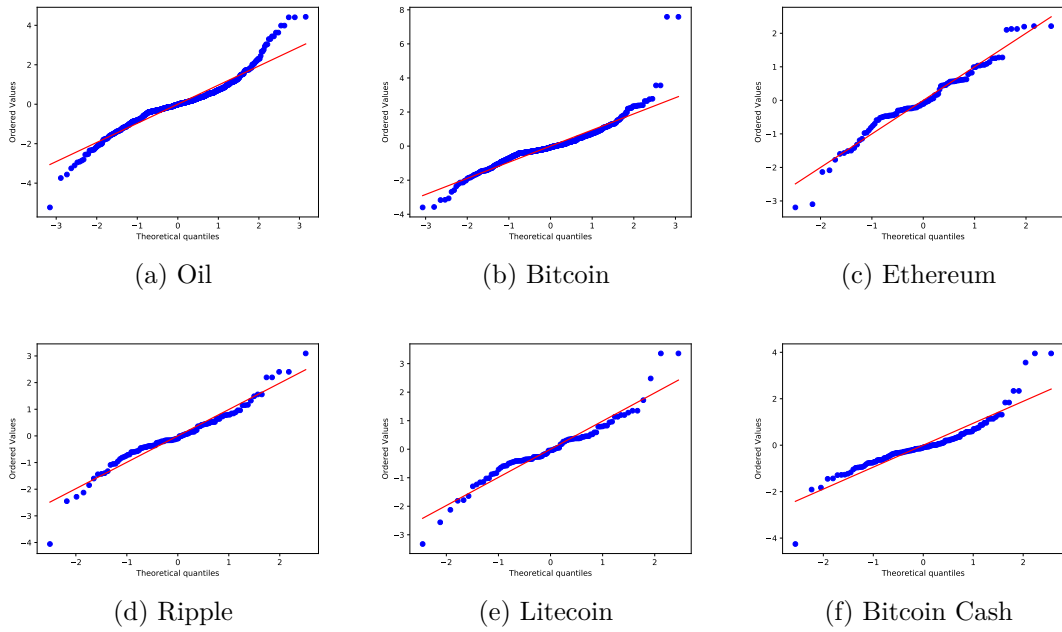 4
2
0
−2
−4
Ordered Values
−3 −2 −1 0 1 2 3
Theoretical quantiles
(a) Oil
8
6
4
2
0
−2
−4
Ordered Values
−3 −2 −1 0 1 2 3
Theoretical quantiles
(b) Bitcoin
2
1
0
−1
−2
−3
Ordered Values
−2 −1 0 1 2
Theoretical quantiles
(c) Ethereum
3
2
1
0
−1
−2
−3
−4
Ordered Values
−2 −1 0 1 2
Theoretical quantiles
(d) Ripple
3
2
1
0
−1
−2
−3
Ordered Values
−2 −1 0 1 2
Theoretical quantiles
(e) Litecoin
4
2
0
−2
−4
Ordered Values
−2 −1 0 1 2
Theoretical quantiles
(f) Bitcoin Cash